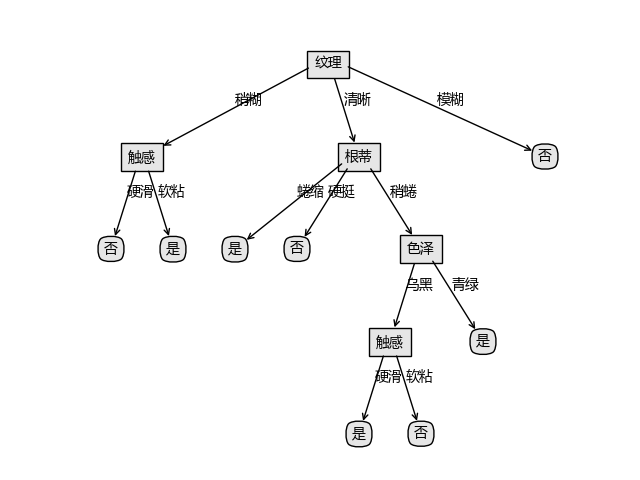 纹理
稍糊
清晰
模糊
触感
根蒂
否
硬滑
软粘
蜷缩
硬挺
稍蜷
否
是
是
否
色泽
乌黑
青绿
触感
是
硬滑
软粘
是
否